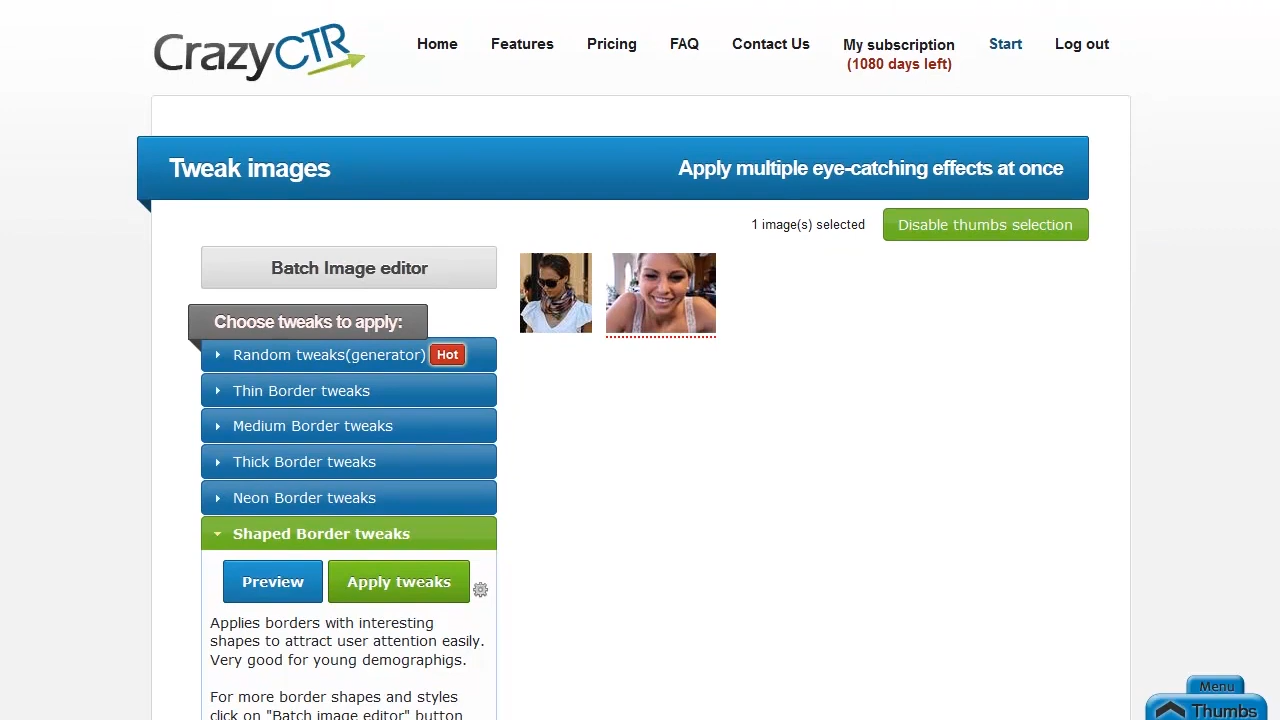 CrazyCTR
Home Features Pricing FAQ Contact Us My subscription Start Log out
(1080 days left)
Tweak images
Apply multiple eye-catching effects at once
1 image(s) selected
Disable thumbs selection
Batch Image editor
Choose tweaks to apply:
Random tweaks(generator) Hot
Thin Border tweaks
Medium Border tweaks
Thick Border tweaks
Neon Border tweaks
Shaped Border tweaks
Preview Apply tweaks
Applies borders with interesting
shapes to attract user attention easily.
Very good for young demographigs.
For more border shapes and styles
click on "Batch image editor" button
Menu
Thumbs